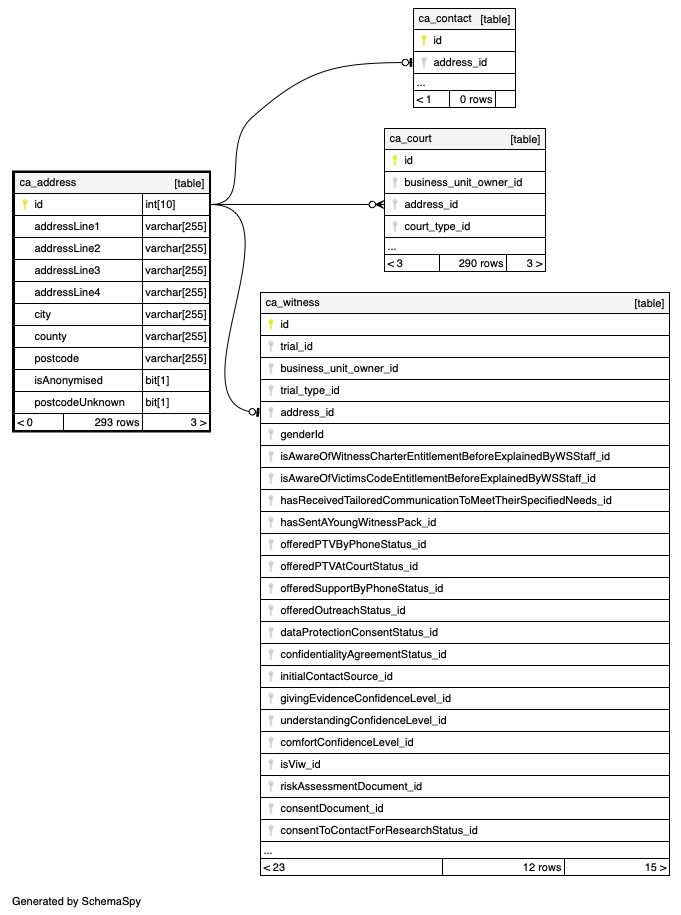 ca_contact [table]
id
address_id
...
< 1 0 rows
ca_court [table]
id
business_unit_owner_id
address_id
court_type_id
...
< 3 290 rows 3 >
ca_address [table]
id int[10]
addressLine1 varchar[255]
addressLine2 varchar[255]
addressLine3 varchar[255]
addressLine4 varchar[255]
city varchar[255]
county varchar[255]
postcode varchar[255]
isAnonymised bit[1]
postcodeUnknown bit[1]
< 0 293 rows 3 >
ca_witness [table]
id
trial_id
business_unit_owner_id
trial_type_id
address_id
genderId
isAwareOfWitnessCharterEntitlementBeforeExplainedByWSStaff_id
isAwareOfVictimsCodeEntitlementBeforeExplainedByWSStaff_id
hasReceivedTailoredCommunicationToMeetTheirSpecifiedNeeds_id
hasSentAYoungWitnessPack_id
offeredPTVByPhoneStatus_id
offeredPTVAtCourtStatus_id
offeredSupportByPhoneStatus_id
offeredOutreachStatus_id
dataProtectionConsentStatus_id
confidentialityAgreementStatus_id
initialContactSource_id
givingEvidenceConfidenceLevel_id
understandingConfidenceLevel_id
comfortConfidenceLevel_id
isViw_id
riskAssessmentDocument_id
consentDocument_id
consentToContactForResearchStatus_id
...
< 23 12 rows 15 >
Generated by SchemaSpy